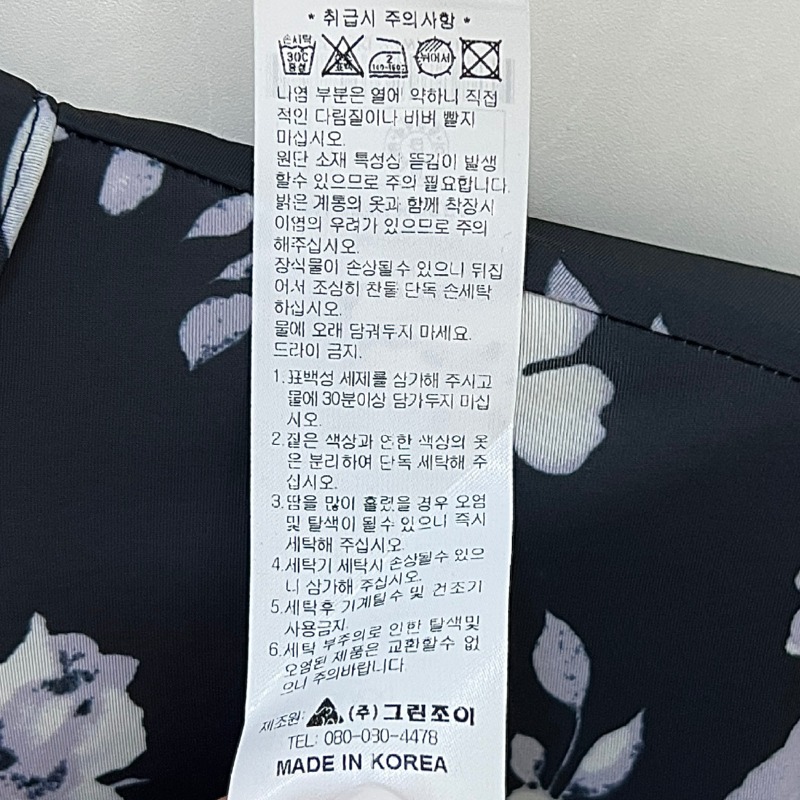 * 취급시 주의사항 *
손세탁
30℃
중성
염소
표백
2
140-160℃
뉘어서
나염 부분은 열에 약하니 직접
적인 다림질이나 비벼 빨지
마십시오.
원단 소재 특성상 뜯김이 발생
할수 있으므로 주의 필요합니다.
밝은 계통의 옷과 함께 착장시
이염의 우려가 있으므로 주의
해주십시오.
장식물이 손상될수 있으니 뒤집
어서 조심히 찬물 단독 손세탁
하십시오.
물에 오래 담궈두지 마세요.
드라이 금지.
1.표백성 세제를 삼가해 주시고
물에 30분이상 담가두지 마십
시오.
2.짙은 색상과 연한 색상의 옷
은 분리하여 단독 세탁해 주
십시오.
3.땀을 많이 흘렸을 경우 오염
및 탈색이 될수 있으니 즉시
세탁해 주십시오.
4.세탁기 세탁시 손상될수 있으
니 삼가해 주십시오.
5.세탁후 기계틸수 및 건조기
사용금지.
6.세탁 부주의로 인한 탈색및
오염된 제품은 교환할수 없
으니 주의바랍니다.
제조원: (주)그린조이
TEL: 080-030-4478
MADE IN KOREA